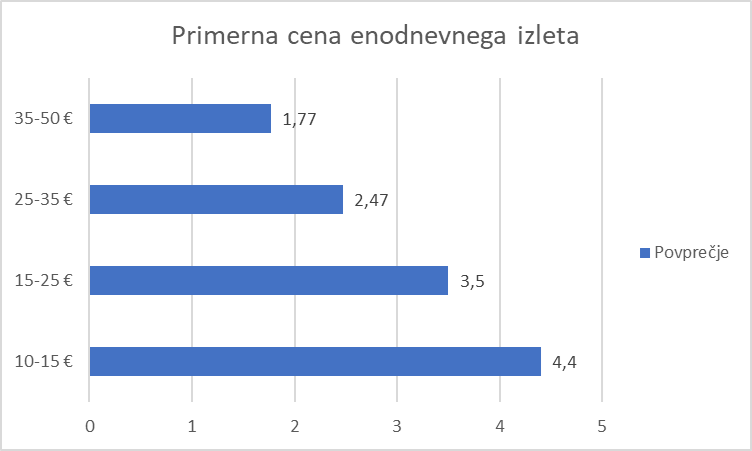 Primerna cena enodnevnega izleta
35-50 €
1,77
25-35 €
2,47
15-25 €
3,5
10-15 €
4,4
0 1 2 3 4 5
Povprečje